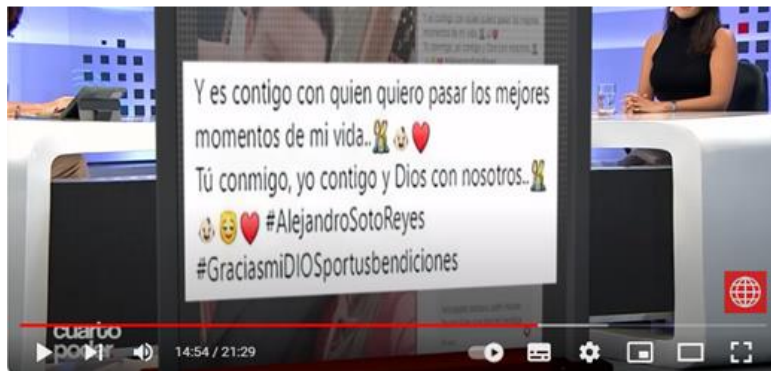 Y es contigo con quien quiero pasar los mejores
momentos de mi vida..👯👶🏻❤️
Tú conmigo, yo contigo y Dios con nosotros..👯
👶🏻🥹❤️ #AlejandroSotoReyes
#GraciasmiDIOSportusbendiciones
cuarto
poder
14:54 / 21:29